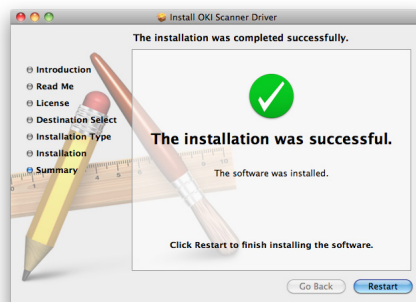 Install OKI Scanner Driver
The installation was completed successfully.
Introduction
Read Me
License
Destination Select
Installation Type
Installation
Summary
The installation was successful.
The software was installed.
Click Restart to finish installing the software.
Go Back
Restart